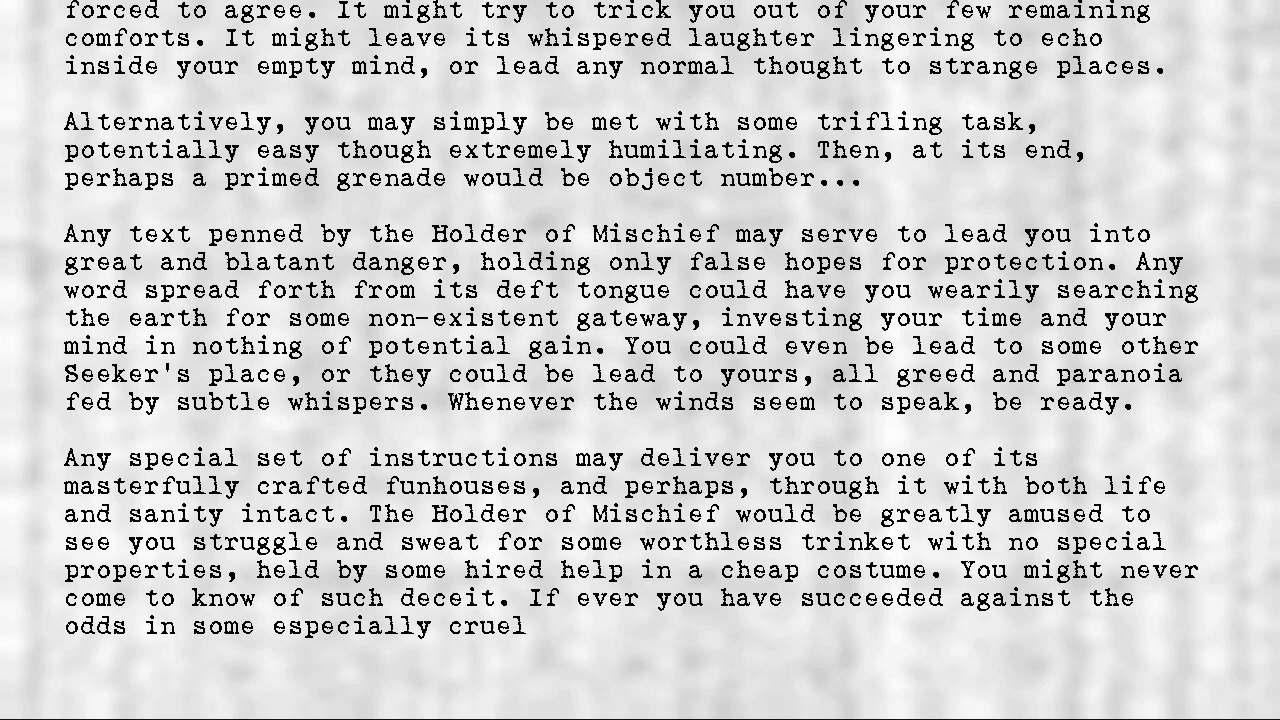 forced to agree. It might try to trick you out of your few remaining
comforts. It might leave its whispered laughter lingering to echo
inside your empty mind, or lead any normal thought to strange places.
Alternatively, you may simply be met with some trifling task,
potentially easy though extremely humiliating. Then, at its end,
perhaps a primed grenade would be object number...
Any text penned by the Holder of Mischief may serve to lead you into
great and blatant danger, holding only false hopes for protection. Any
word spread forth from its deft tongue could have you wearily searching
the earth for some non-existent gateway, investing your time and your
mind in nothing of potential gain. You could even be lead to some other
Seeker's place, or they could be lead to yours, all greed and paranoia
fed by subtle whispers. Whenever the winds seem to speak, be ready.
Any special set of instructions may deliver you to one of its
masterfully crafted funhouses, and perhaps, through it with both life
and sanity intact. The Holder of Mischief would be greatly amused to
see you struggle and sweat for some worthless trinket with no special
properties, held by some hired help in a cheap costume. You might never
come to know of such deceit. If ever you have succeeded against the
odds in some especially cruel